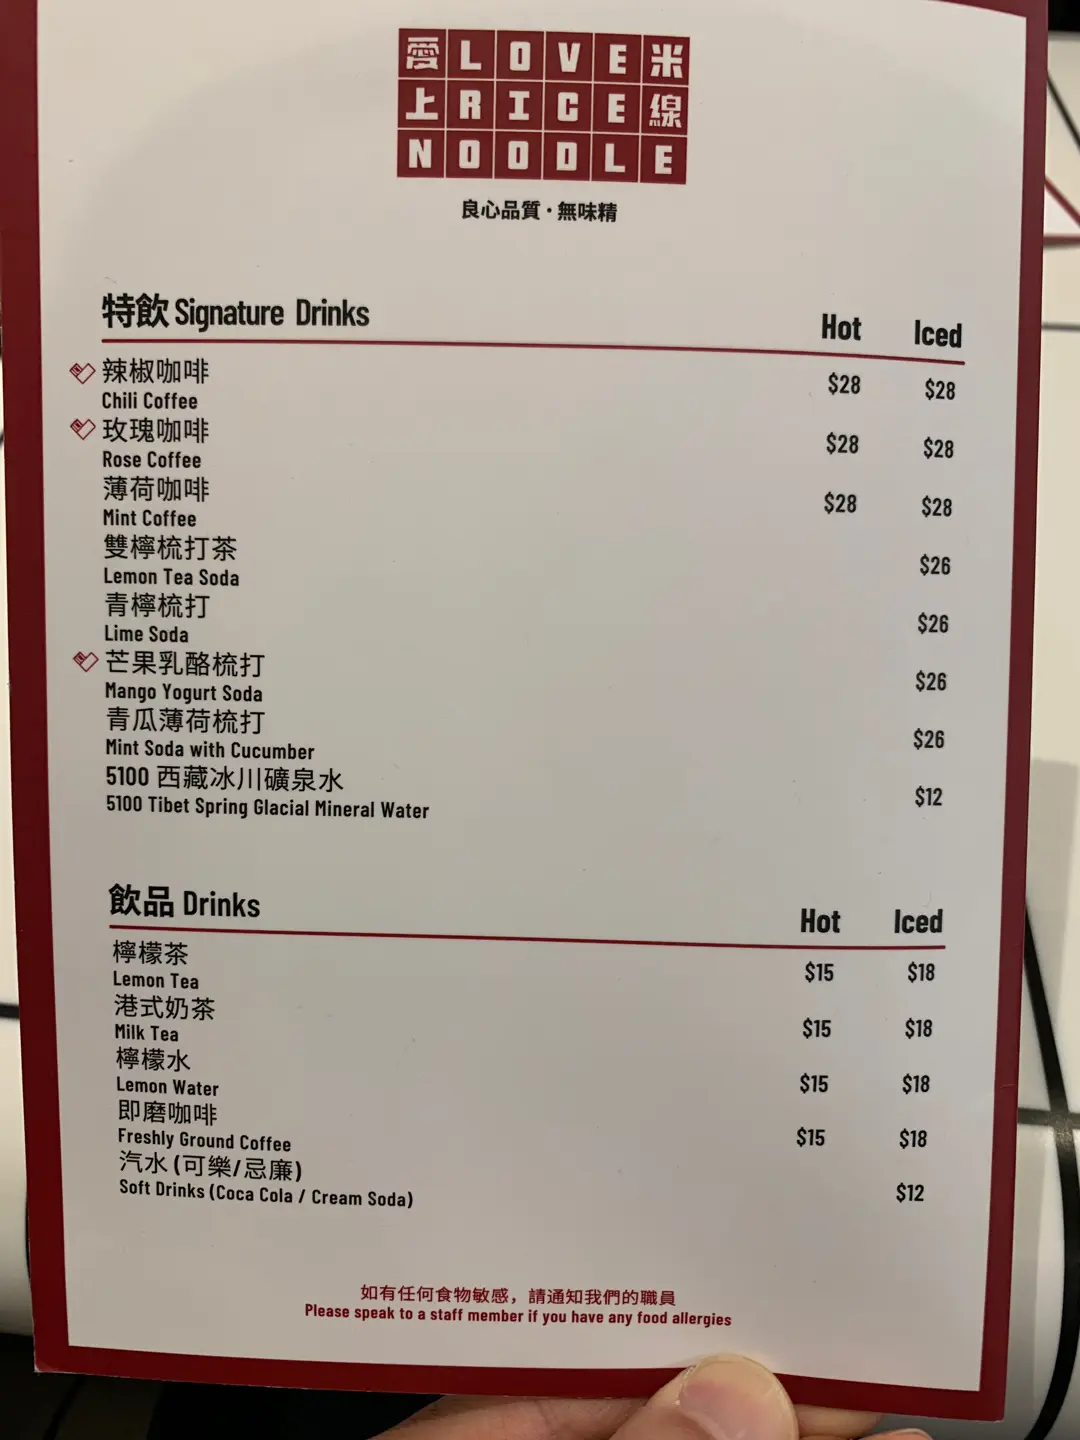 愛LOVE米
上RICE線
NOODLE
良心品質·無味精
特飲 Signature Drinks Hot Iced
辣椒咖啡
Chili Coffee $28 $28
玫瑰咖啡
Rose Coffee $28 $28
薄荷咖啡
Mint Coffee $28 $28
雙檸梳打茶
Lemon Tea Soda $26
青檸梳打
Lime Soda $26
芒果乳酪梳打
Mango Yogurt Soda $26
青瓜薄荷梳打
Mint Soda with Cucumber $26
5100 西藏冰川礦泉水
5100 Tibet Spring Glacial Mineral Water $12
飲品 Drinks Hot Iced
檸檬茶
Lemon Tea $15 $18
港式奶茶
Milk Tea $15 $18
檸檬水
Lemon Water $15 $18
即磨咖啡
Freshly Ground Coffee $15 $18
汽水 (可樂/忌廉)
Soft Drinks (Coca Cola / Cream Soda) $12
如有任何食物敏感，請通知我們的職員
Please speak to a staff member if you have any food allergies